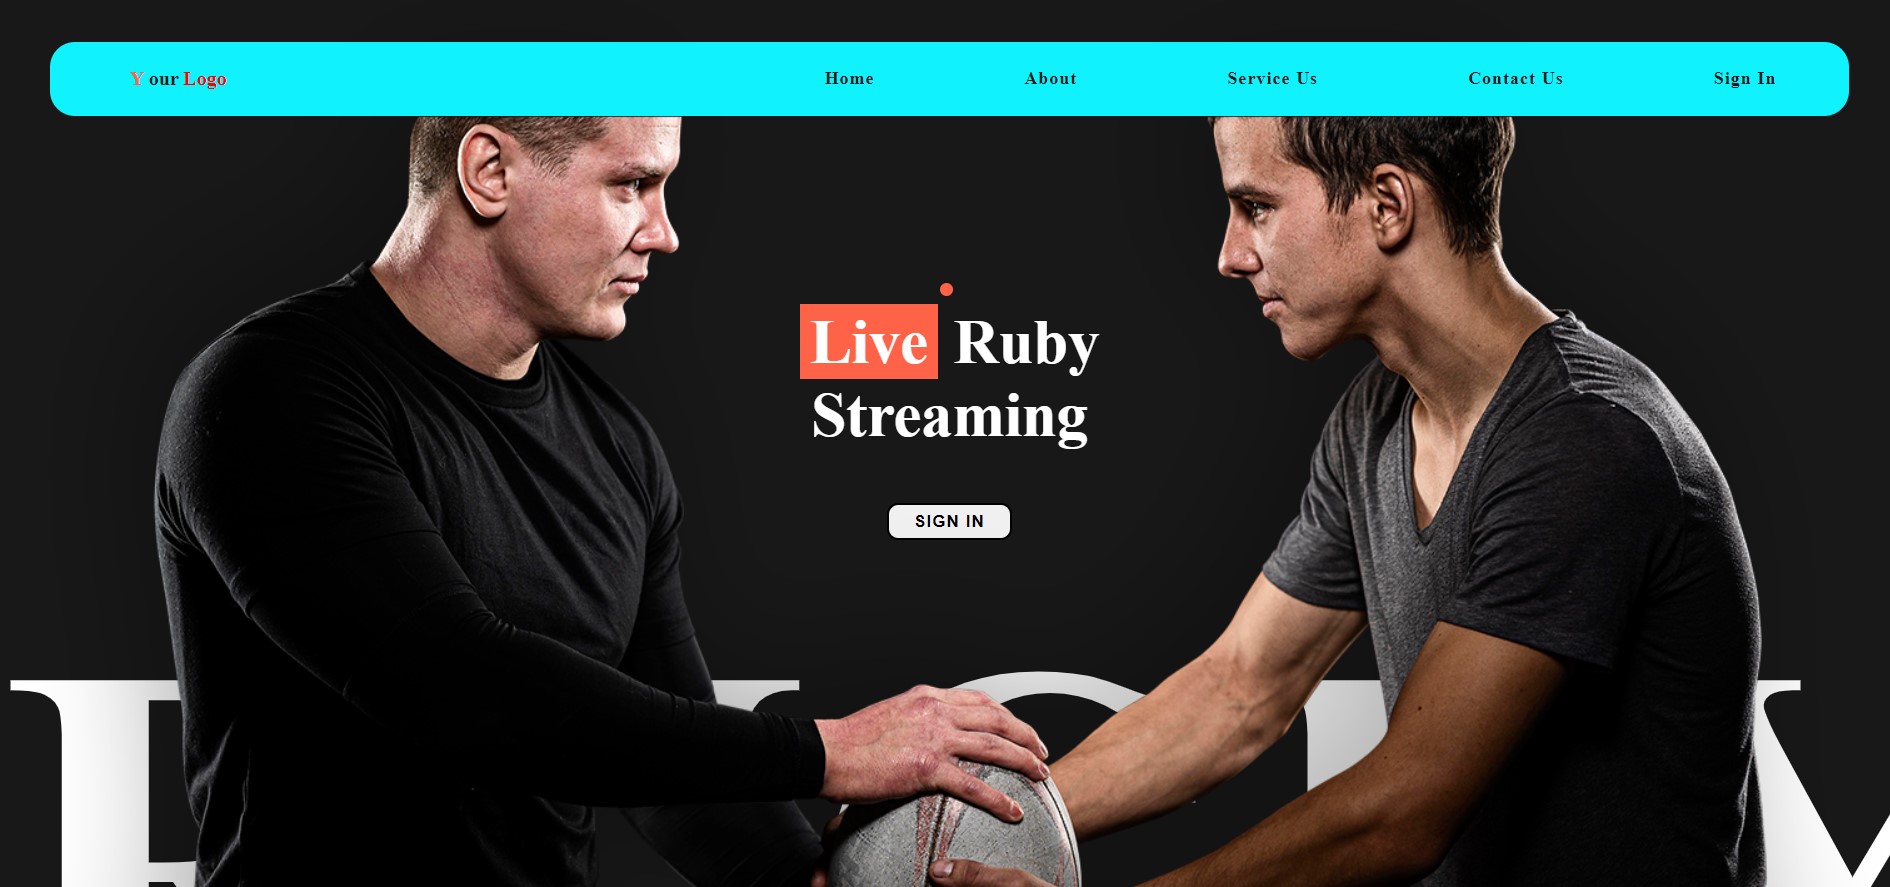 Y our Logo
Home
About
Service Us
Contact Us
Sign In
Live Ruby
Streaming
SIGN IN